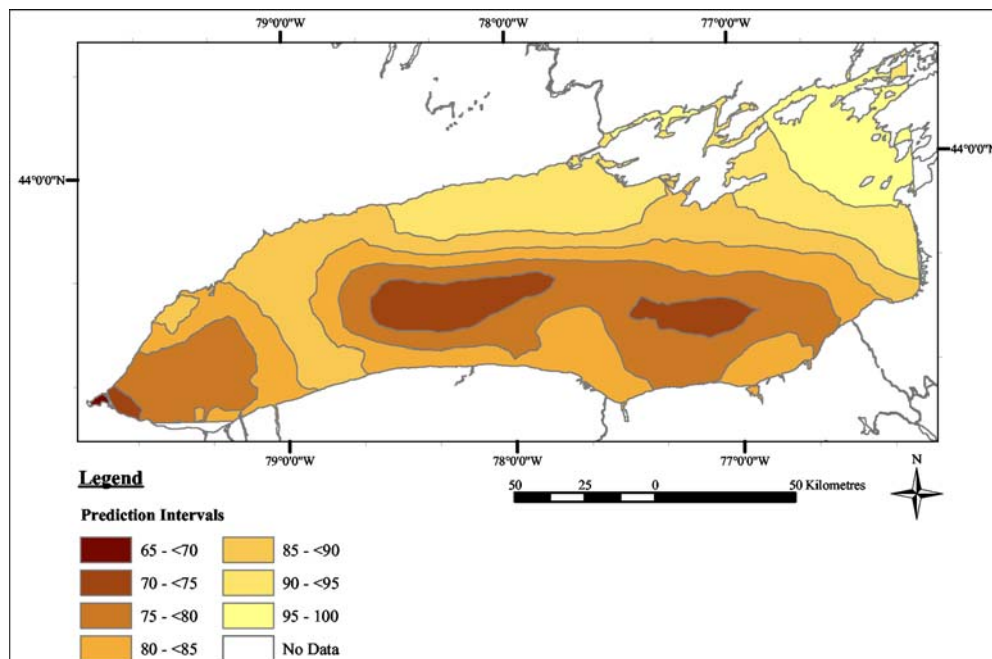 79°0'0"W 78°0'0"W 77°0'0"W
44°0'0"N
44°0'0"N
79°0'0"W 78°0'0"W 77°0'0"W
Legend
Prediction Intervals
65 - <70
70 - <75
75 - <80
80 - <85
85 - <90
90 - <95
95 - 100
No Data
50 25 0 50 Kilometres
N